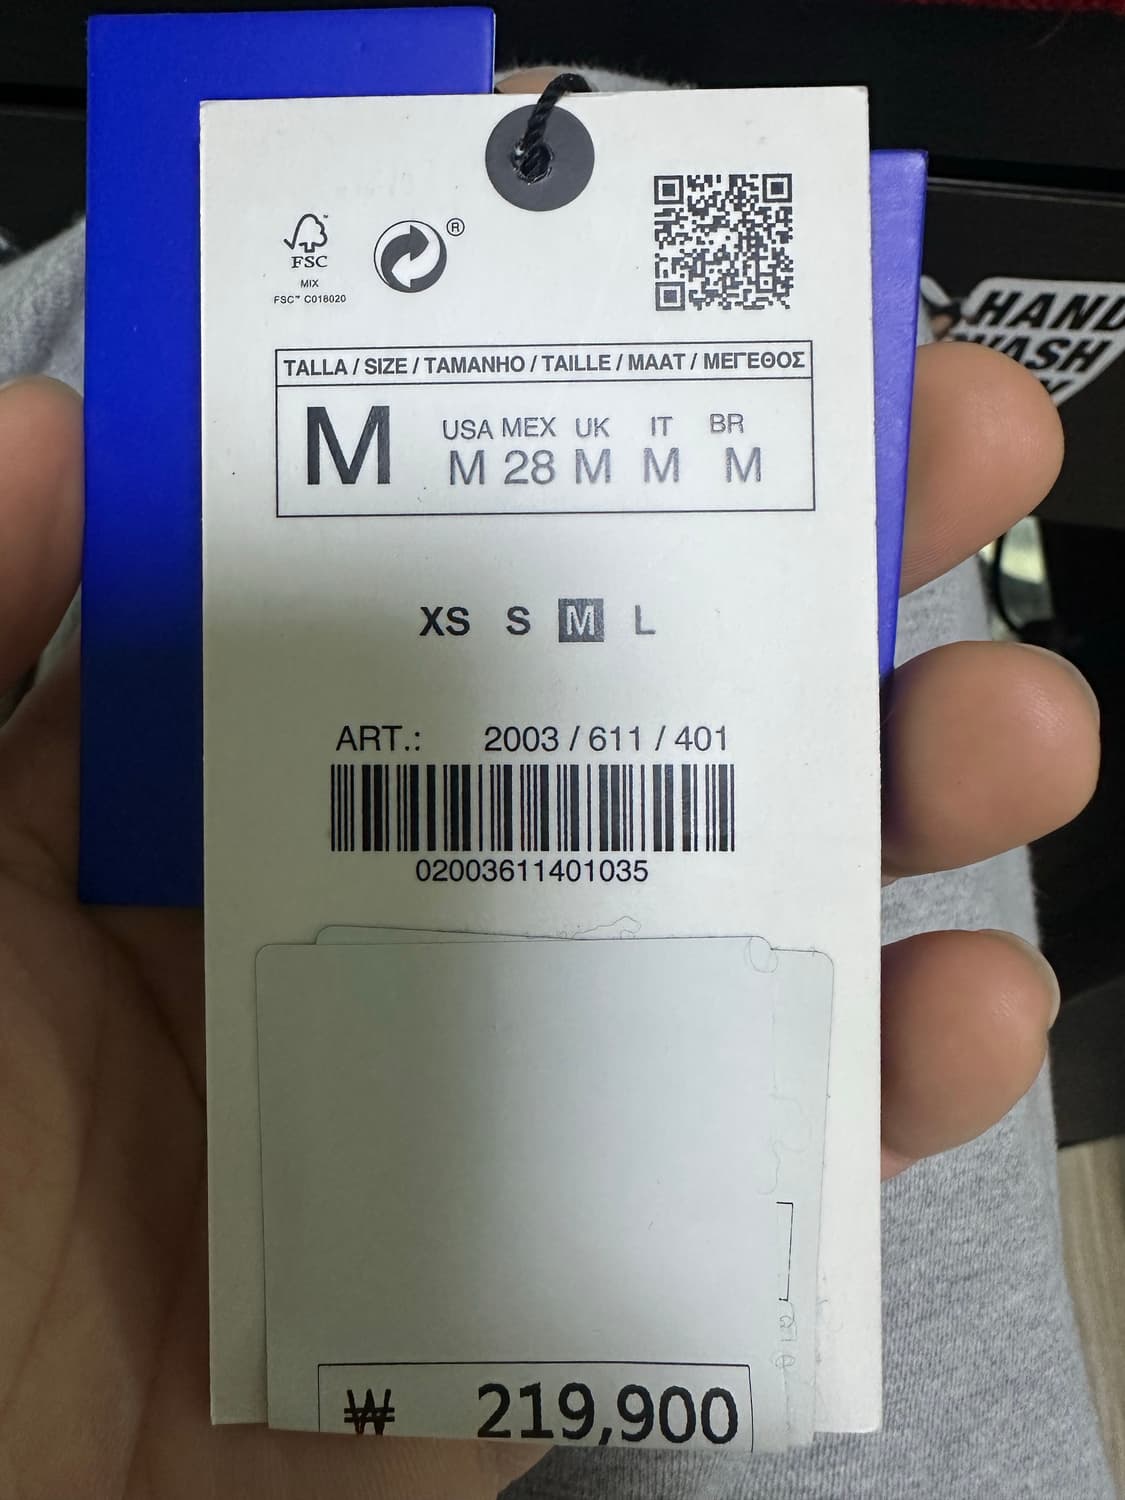 FSC
MIX
FSC™ C018020
®
TALLA / SIZE / TAMANHO / TAILLE / MAAT / ΜΕΓΕΘΟΣ
M
USA MEX UK IT BR
M 28 M M M
XS S M L
ART.: 2003 / 611 / 401
02003611401035
₩ 219,900
HAND
WASH